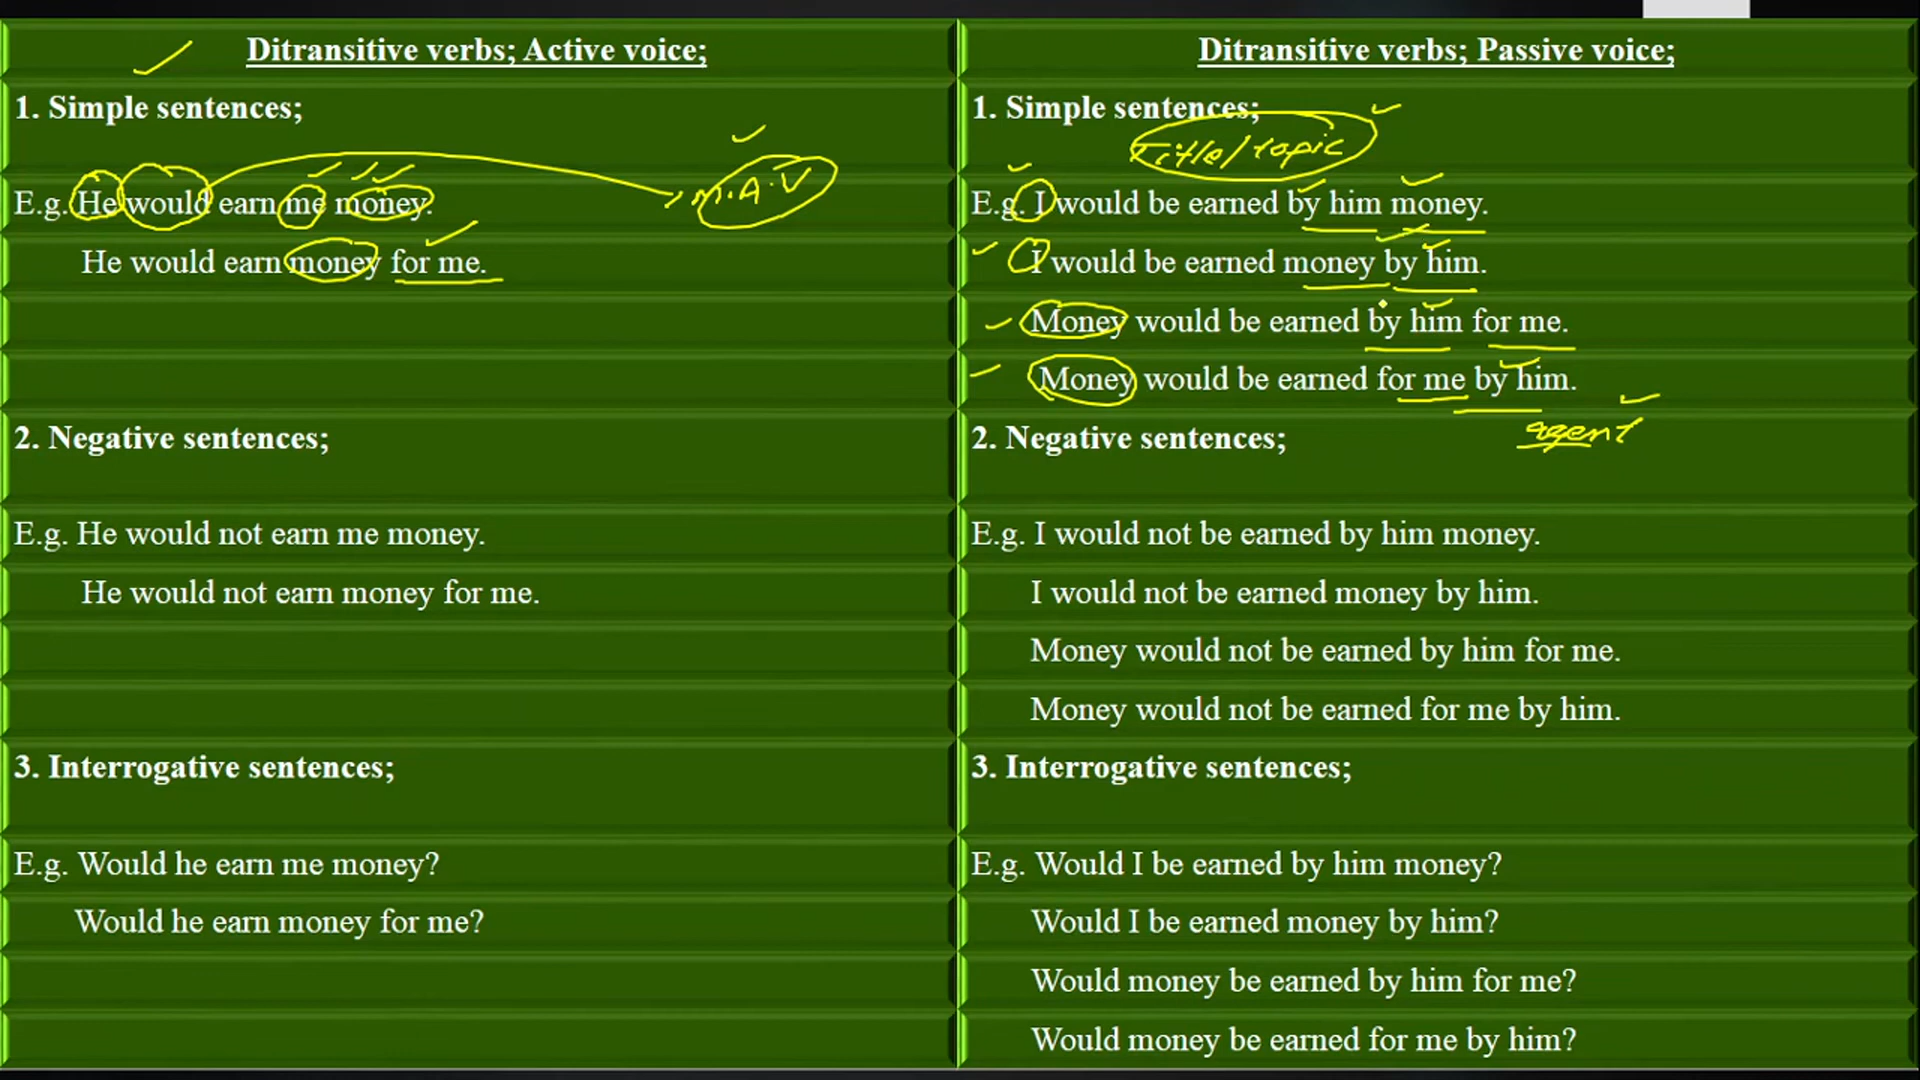 Ditransitive verbs; Active voice;
1. Simple sentences;
m.A.V
E.g. He would earn me money.
He would earn money for me.
2. Negative sentences;
E.g. He would not earn me money.
He would not earn money for me.
3. Interrogative sentences;
E.g. Would he earn me money?
Would he earn money for me?
Ditransitive verbs; Passive voice;
1. Simple sentences;
Title/topic
E.g. I would be earned by him money.
I would be earned money by him.
Money would be earned by him for me.
Money would be earned for me by him.
agent
2. Negative sentences;
E.g. I would not be earned by him money.
I would not be earned money by him.
Money would not be earned by him for me.
Money would not be earned for me by him.
3. Interrogative sentences;
E.g. Would I be earned by him money?
Would I be earned money by him?
Would money be earned by him for me?
Would money be earned for me by him?